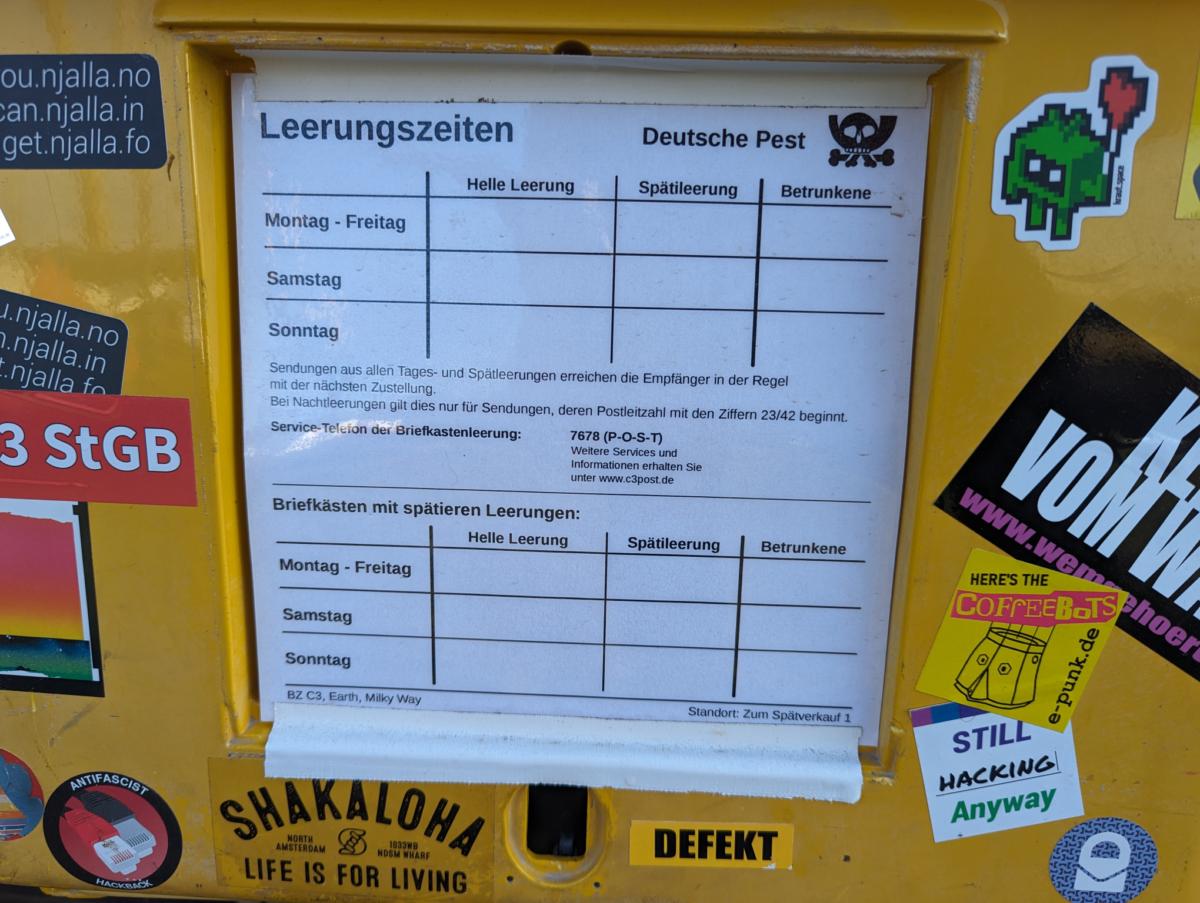 ou.njalla.no
can.njalla.in
get.njalla.fo
u.njalla.no
n.njalla.in
t.njalla.fo
3 StGB
Leerungszeiten
Deutsche Pest
Helle Leerung Spätileerung Betrunkene
Montag - Freitag
Samstag
Sonntag
Sendungen aus allen Tages- und Spätleerungen erreichen die Empfänger in der Regel
mit der nächsten Zustellung.
Bei Nachtleerungen gilt dies nur für Sendungen, deren Postleitzahl mit den Ziffern 23/42 beginnt.
Service-Telefon der Briefkastenleerung: 7678 (P-O-S-T)
Weitere Services und
Informationen erhalten Sie
unter www.c3post.de
Briefkästen mit spätieren Leerungen:
Helle Leerung Spätileerung Betrunkene
Montag - Freitag
Samstag
Sonntag
BZ C3, Earth, Milky Way
Standort: Zum Spätverkauf 1
kraut.space
VOM
HERE'S THE
COFFEEBOTS
e-punk.de
STILL
HACKING
Anyway
ANTIFASCIST
HACKBACK
SHAKALOHA
NORTH
AMSTERDAM
1033WB
NDSM WHARF
LIFE IS FOR LIVING
DEFEKT